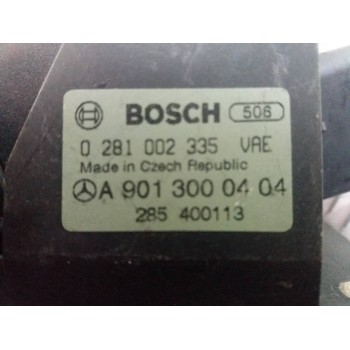 BOSCH 506
0 281 002 335 VAE
Made in Czech Republic
A 901 300 04 04
285 400113